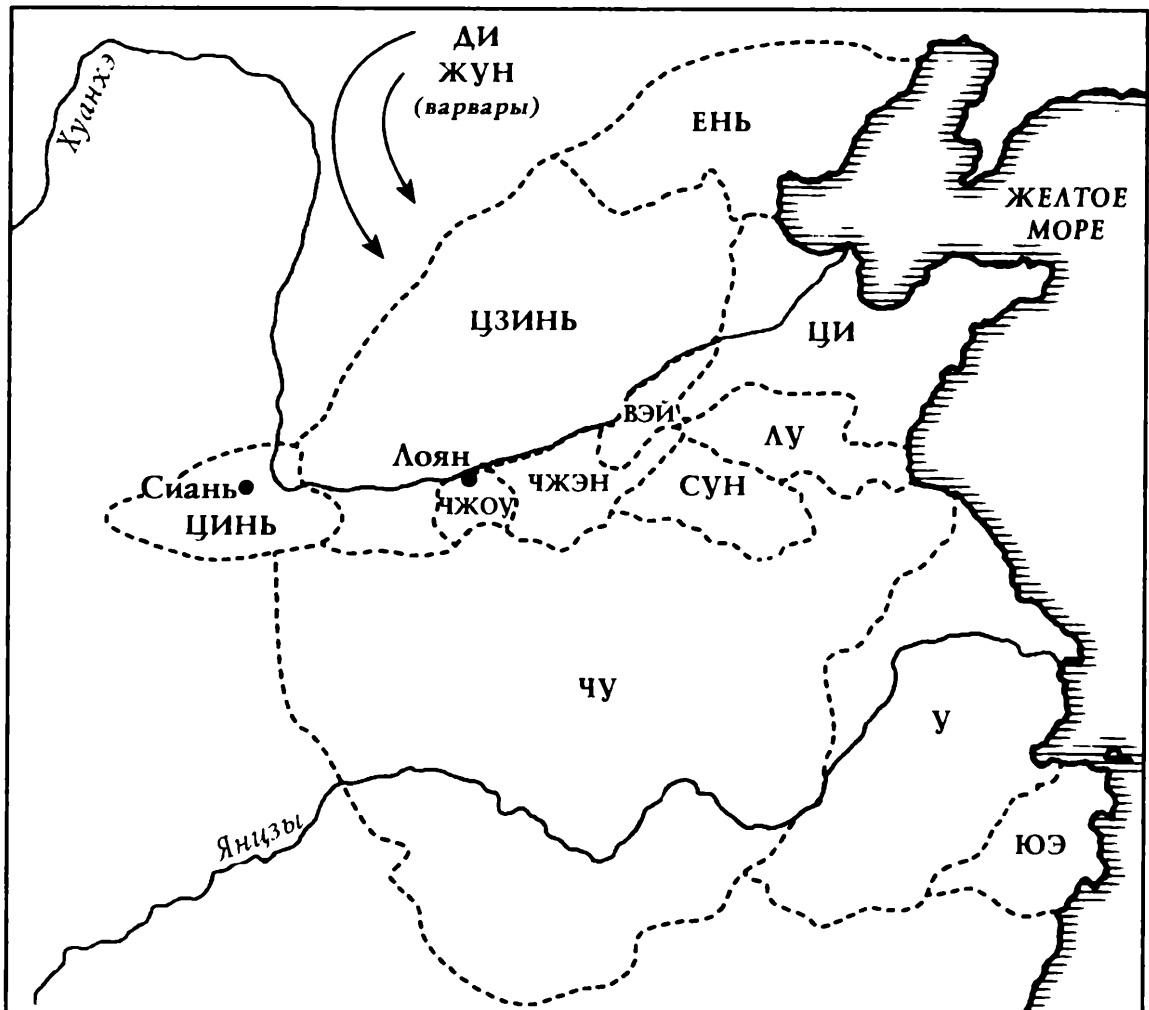 ДИ
ЖУН
(варвары)
Хуанхэ
ЕНЬ
ЖЕЛТОЕ
МОРЕ
ЦЗИНЬ
ЦИ
ВЭЙ
ЛУ
Лоян
ЧЖЭН
СУН
Сиань
ЧЖОУ
ЦИНЬ
ЧУ
У
Янцзы
ЮЭ